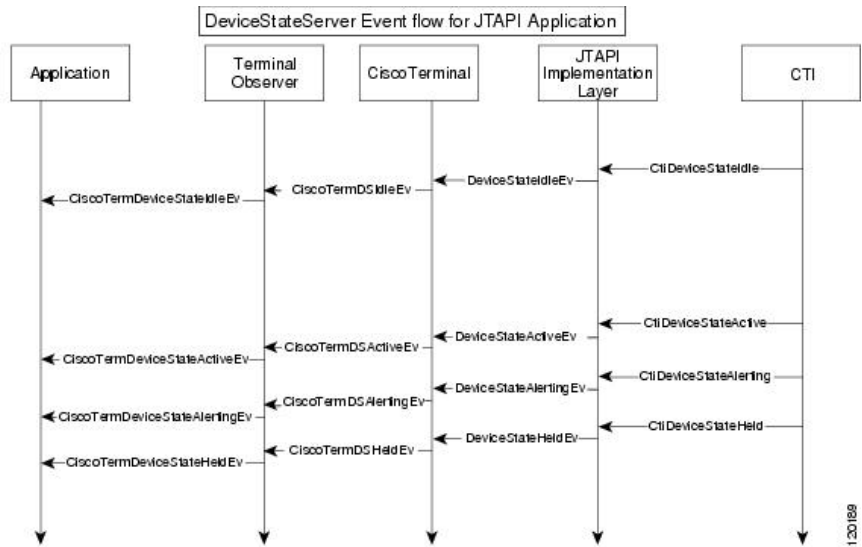 DeviceStateServer Event flow for JTAPI Application
Application
Terminal
Observer
CiscoTerminal
JTAPI
Implementation
Layer
CTI
CtiDeviceStateIdle
DeviceStateIdleEv
CiscoTermDSIdleEv
CiscoTermDeviceStateIdleEv
CtiDeviceStateActive
DeviceStateActiveEv
CiscoTermDSActiveEv
CiscoTermDeviceStateActiveEv
CtiDeviceStateAlerting
DeviceStateAlertingEv
CiscoTermDSAlertingEv
CiscoTermDeviceStateAlertingEv
CtiDeviceStateHeld
DeviceStateHeldEv
CiscoTermDSHeldEv
CiscoTermDeviceStateHeldEv
120189